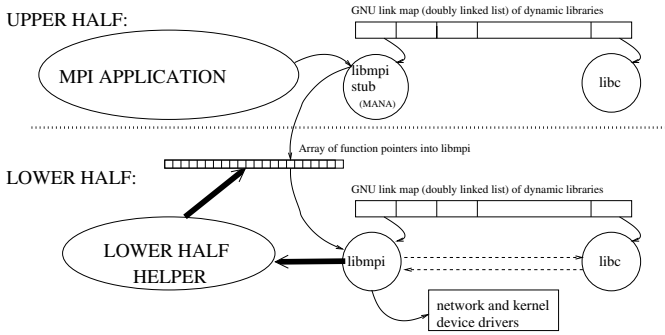 UPPER HALF:
GNU link map (doubly linked list) of dynamic libraries
MPI APPLICATION
libmpi
stub
(MANA)
libc
Array of function pointers into libmpi
LOWER HALF:
GNU link map (doubly linked list) of dynamic libraries
LOWER HALF
HELPER
libmpi
libc
network and kernel
device drivers